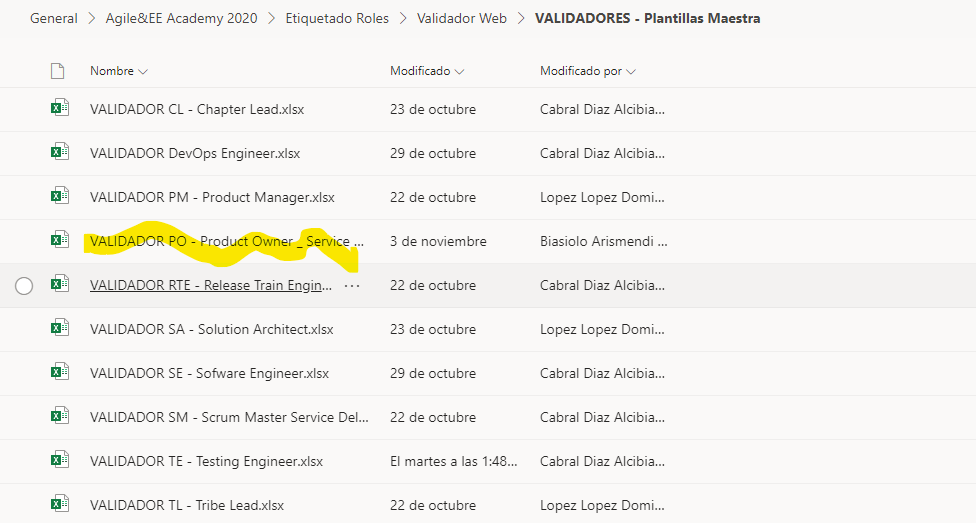 General > Agile&EE Academy 2020 > Etiquetado Roles > Validador Web > VALIDADORES - Plantillas Maestra
Nombre Modificado Modificado por
VALIDADOR CL - Chapter Lead.xlsx 23 de octubre Cabral Diaz Alcibia...
VALIDADOR DevOps Engineer.xlsx 29 de octubre Cabral Diaz Alcibia...
VALIDADOR PM - Product Manager.xlsx 22 de octubre Lopez Lopez Domi...
VALIDADOR PO - Product Owner _ Service ... 3 de noviembre Biasiolo Arismendi ...
VALIDADOR RTE - Release Train Engin... ... 22 de octubre Cabral Diaz Alcibia...
VALIDADOR SA - Solution Architect.xlsx 23 de octubre Lopez Lopez Domi...
VALIDADOR SE - Sofware Engineer.xlsx 29 de octubre Cabral Diaz Alcibia...
VALIDADOR SM - Scrum Master Service Del... 22 de octubre Cabral Diaz Alcibia...
VALIDADOR TE - Testing Engineer.xlsx El martes a las 1:48... Cabral Diaz Alcibia...
VALIDADOR TL - Tribe Lead.xlsx 22 de octubre Lopez Lopez Domi...